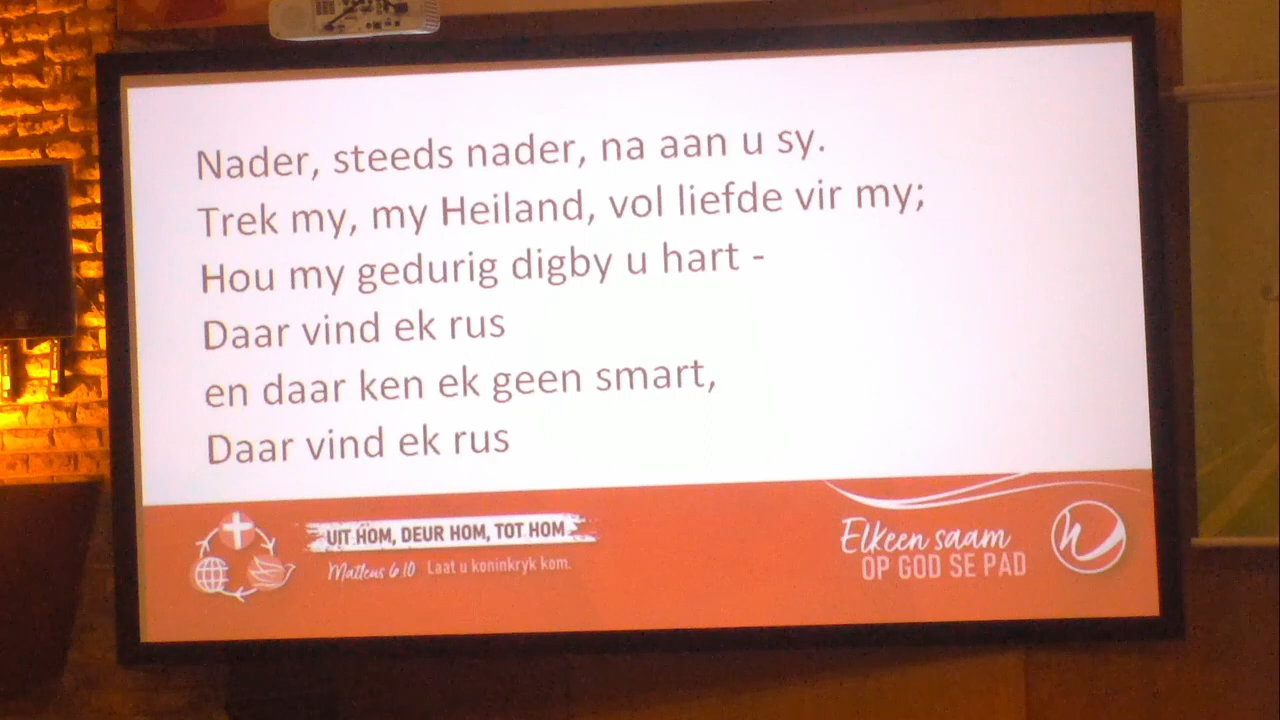 Nader, steeds nader, na aan u sy.
Trek my, my Heiland, vol liefde vir my;
Hou my gedurig digby u hart -
Daar vind ek rus
en daar ken ek geen smart,
Daar vind ek rus
UIT HOM, DEUR HOM, TOT HOM
Matteus 6:10 Laat u koninkryk kom.
Elkeen saam
OP GOD SE PAD